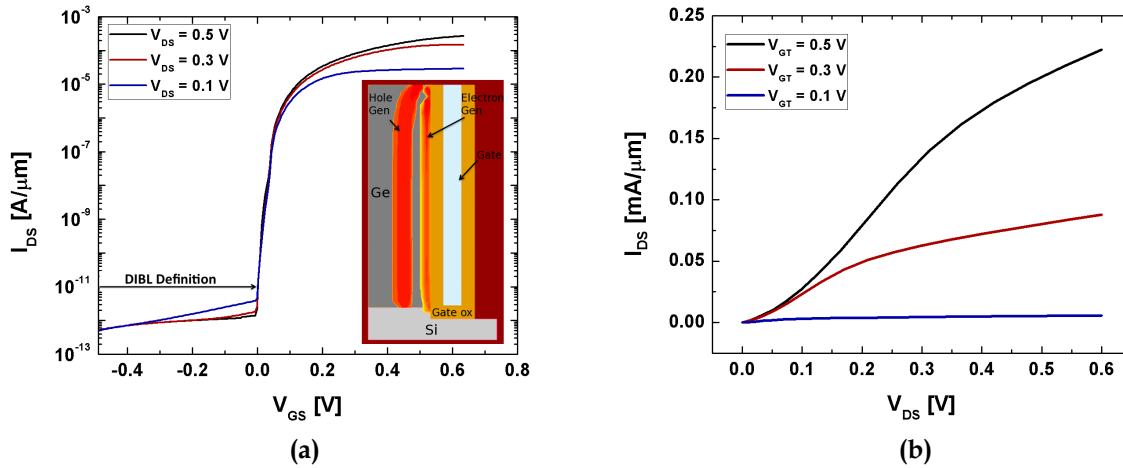 V_DS = 0.5 V
V_DS = 0.3 V
V_DS = 0.1 V
I_DS [A/μm]
10^-3
10^-5
10^-7
10^-9
10^-11
10^-13
DIBL Definition
Hole Gen
Electron Gen
Gate
Ge
Gate ox
Si
-0.4 -0.2 0.0 0.2 0.4 0.6 0.8
V_GS [V]
(a)
V_GT = 0.5 V
V_GT = 0.3 V
V_GT = 0.1 V
I_DS [mA/μm]
0.25
0.20
0.15
0.10
0.05
0.00
0.0 0.1 0.2 0.3 0.4 0.5 0.6
V_DS [V]
(b)